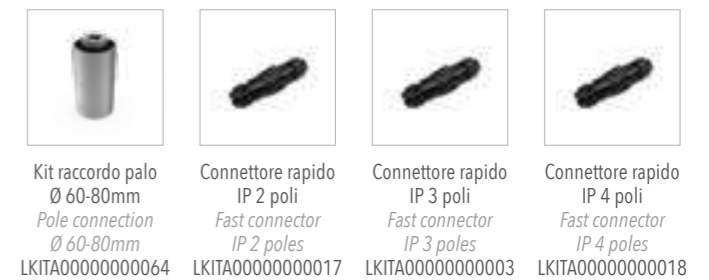 Kit raccordo palo
Ø 60-80mm
Pole connection
Ø 60-80mm
LKITA00000000064
Connettore rapido
IP 2 poli
Fast connector
IP 2 poles
LKITA00000000017
Connettore rapido
IP 3 poli
Fast connector
IP 3 poles
LKITA00000000003
Connettore rapido
IP 4 poli
Fast connector
IP 4 poles
LKITA00000000018